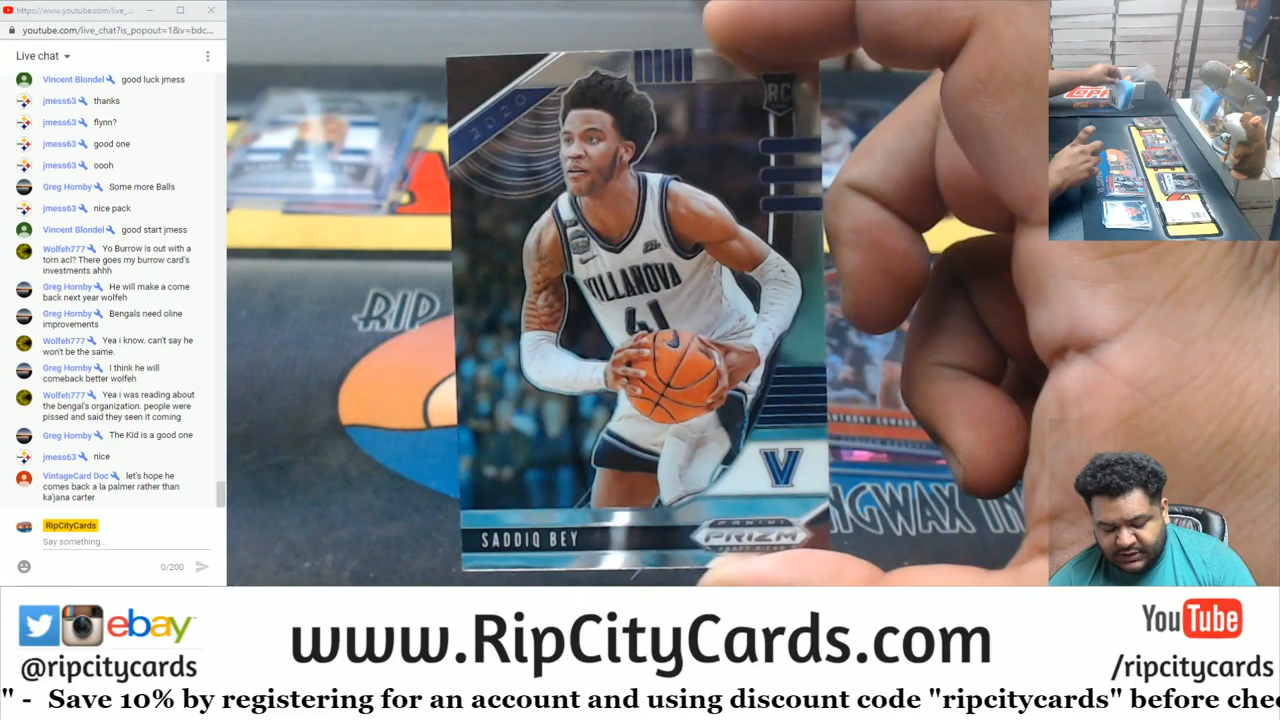 https://www.youtube.com/live_...
youtube.com/live_chat?is_popout=1&v=bdc...
Live chat
Vincent Blondel good luck jmess
jmess63 thanks
jmess63 flynn?
jmess63 good one
jmess63 oooh
Greg Hornby Some more Balls
jmess63 nice pack
Vincent Blondel good start jmess
Wolfeh777 Yo Burrow is out with a
torn acl? There goes my burrow card's
investments ahhh
Greg Hornby He will make a come
back next year wolfeh
Greg Hornby Bengals need oline
improvements
Wolfeh777 Yea i know. can't say he
won't be the same.
Greg Hornby i think he will
comeback better wolfeh
Wolfeh777 Yea i was reading about
the bengal's organization. people were
pissed and said they seen it coming
Greg Hornby The Kid is a good one
jmess63 nice
VintageCard Doc let's hope he
comes back a la palmer rather than
ka'jana carter
RipCityCards
Say something...
0/200
2020
RC
VILLANOVA
41
V
SADDIQ BEY
PANINI
PRIZM
DRAFT PICKS
RIP
ANTHONY EDWARDS
INGWAX IN
TOPPS
ebay
@ripcitycards
www.RipCityCards.com
YouTube
/ripcitycards
" - Save 10% by registering for an account and using discount code "ripcitycards" before chec